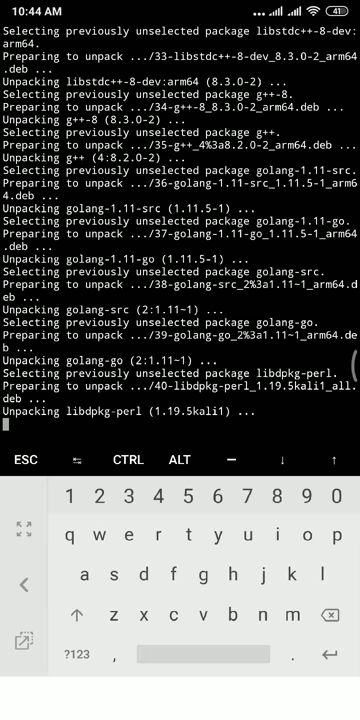 10:44 AM
41
Selecting previously unselected package libstdc++-8-dev:
arm64.
Preparing to unpack .../33-libstdc++-8-dev_8.3.0-2_arm64
.deb ...
Unpacking libstdc++-8-dev:arm64 (8.3.0-2) ...
Selecting previously unselected package g++-8.
Preparing to unpack .../34-g++-8_8.3.0-2_arm64.deb ...
Unpacking g++-8 (8.3.0-2) ...
Selecting previously unselected package g++.
Preparing to unpack .../35-g++_4%3a8.2.0-2_arm64.deb ...
Unpacking g++ (4:8.2.0-2) ...
Selecting previously unselected package golang-1.11-src.
Preparing to unpack .../36-golang-1.11-src_1.11.5-1_arm6
4.deb ...
Unpacking golang-1.11-src (1.11.5-1) ...
Selecting previously unselected package golang-1.11-go.
Preparing to unpack .../37-golang-1.11-go_1.11.5-1_arm64
.deb ...
Unpacking golang-1.11-go (1.11.5-1) ...
Selecting previously unselected package golang-src.
Preparing to unpack .../38-golang-src_2%3a1.11~1_arm64.d
eb ...
Unpacking golang-src (2:1.11~1) ...
Selecting previously unselected package golang-go.
Preparing to unpack .../39-golang-go_2%3a1.11~1_arm64.de
b ...
Unpacking golang-go (2:1.11~1) ...
Selecting previously unselected package libdpkg-perl.
Preparing to unpack .../40-libdpkg-perl_1.19.5kali1_all.
deb ...
Unpacking libdpkg-perl (1.19.5kali1) ...
ESC ↹ CTRL ALT — ↓ ↑
1 2 3 4 5 6 7 8 9 0
q w e r t y u i o p
a s d f g h j k l
z x c v b n m
?123 , .